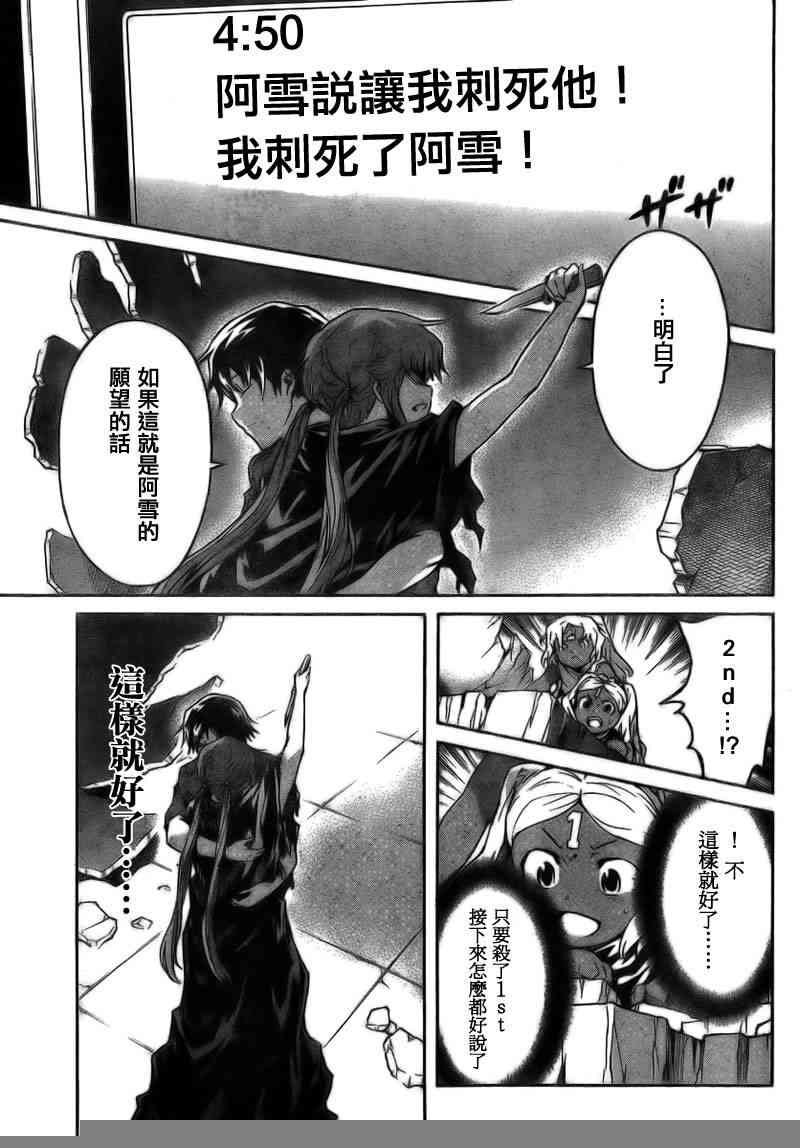 4:50
阿雪説讓我刺死他！
我刺死了阿雪！
ザザ
…明白了
如果這就是阿雪的
願望的話
2nd…!?
！不
這樣就好了……
1
只要殺了1st
接下來怎麼都好說了
這樣就好了……